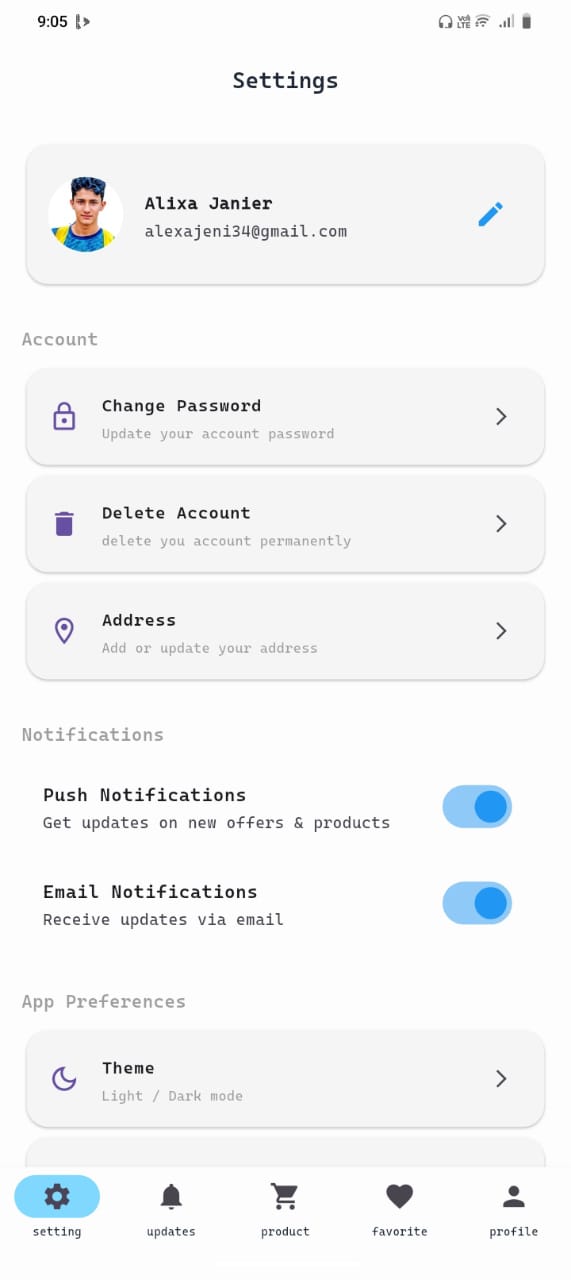 9:05
Vo)
LTE
Settings
Alixa Janier
alexajeni34@gmail.com
Account
Change Password
Update your account password
Delete Account
delete you account permanently
Address
Add or update your address
Notifications
Push Notifications
Get updates on new offers & products
Email Notifications
Receive updates via email
App Preferences
Theme
Light / Dark mode
setting updates product favorite profile